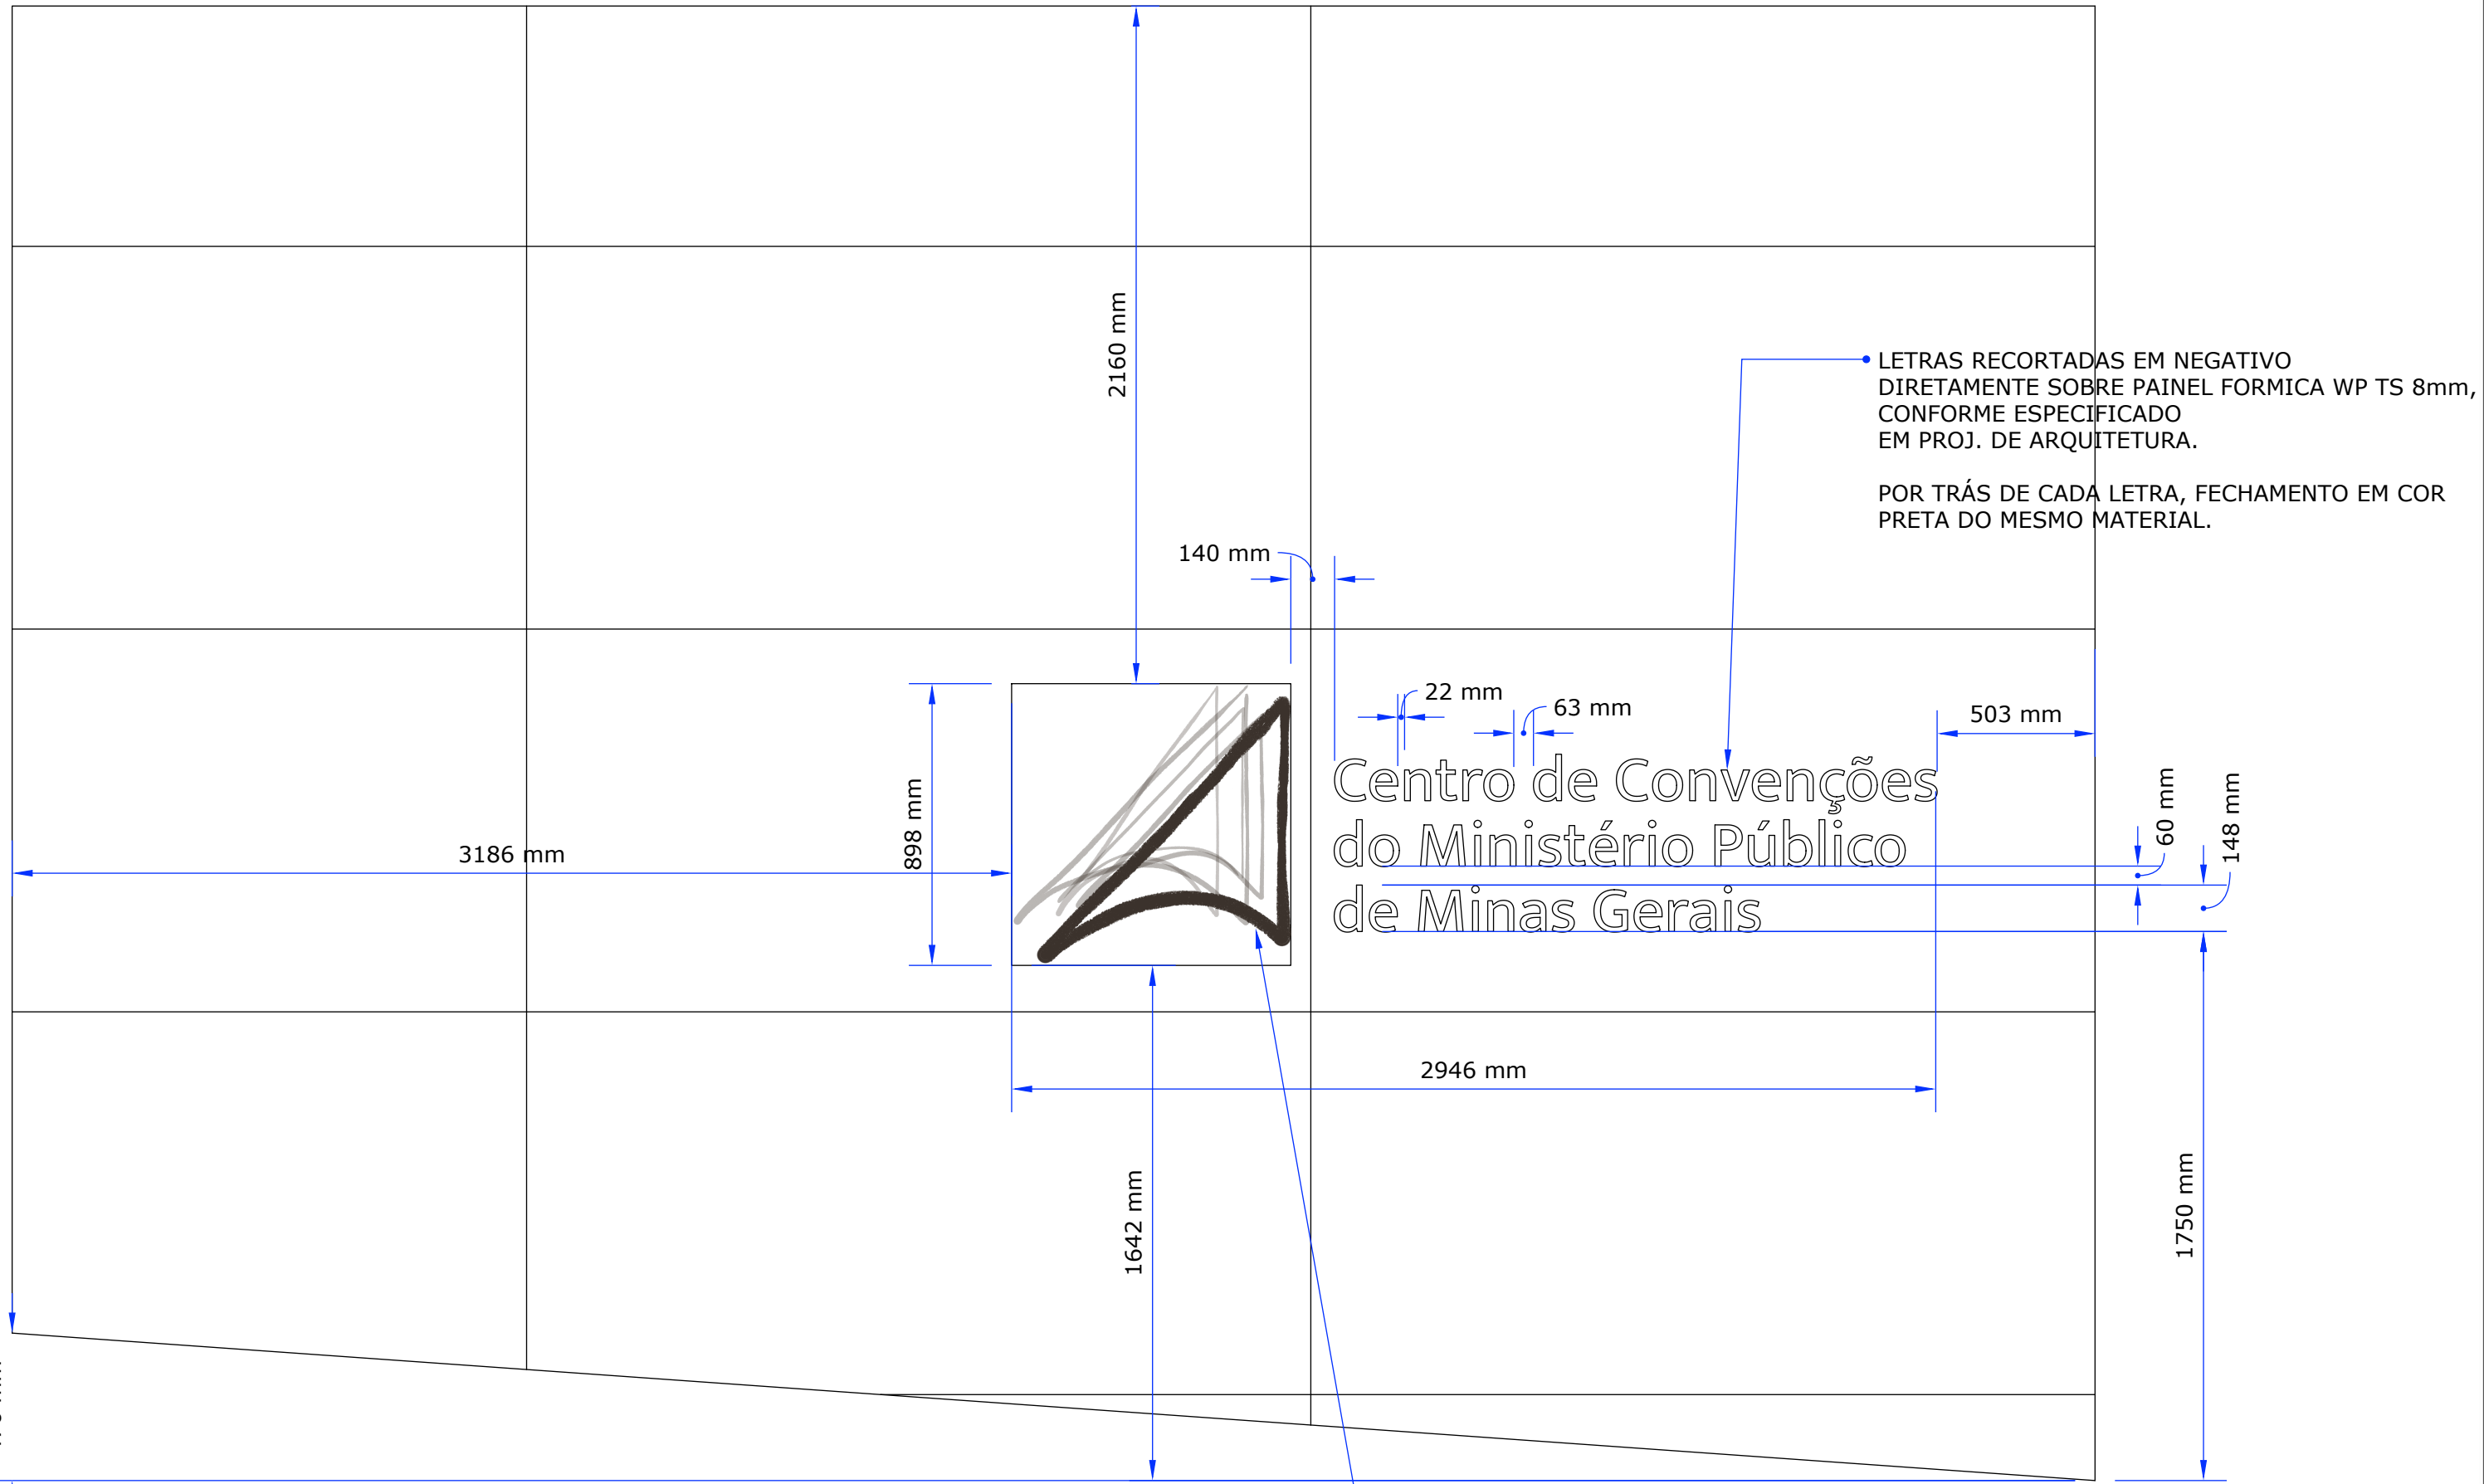 2160 mm
LETRAS RECORTADAS EM NEGATIVO
DIRETAMENTE SOBRE PAINEL FORMICA WP TS 8mm,
CONFORME ESPECIFICADO
EM PROJ. DE ARQUITETURA.
POR TRÁS DE CADA LETRA, FECHAMENTO EM COR
PRETA DO MESMO MATERIAL.
140 mm
22 mm
63 mm
503 mm
Centro de Convenções
do Ministério Público
de Minas Gerais
60 mm
148 mm
898 mm
3186 mm
2946 mm
1642 mm
1750 mm